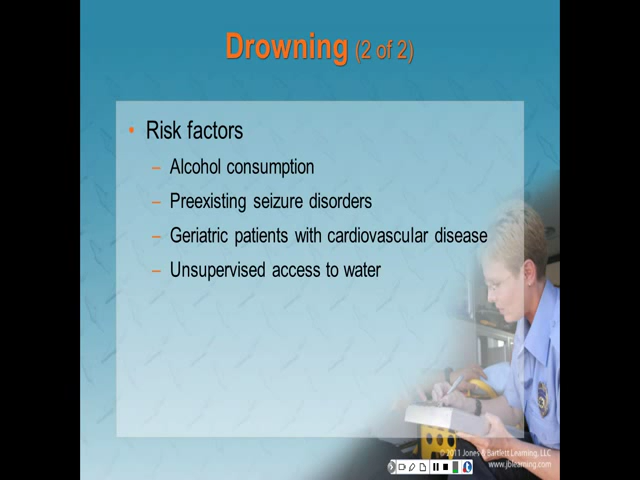 Drowning (2 of 2)
• Risk factors
– Alcohol consumption
– Preexisting seizure disorders
– Geriatric patients with cardiovascular disease
– Unsupervised access to water
© 2011 Jones & Bartlett Learning, LLC
www.jblearning.com